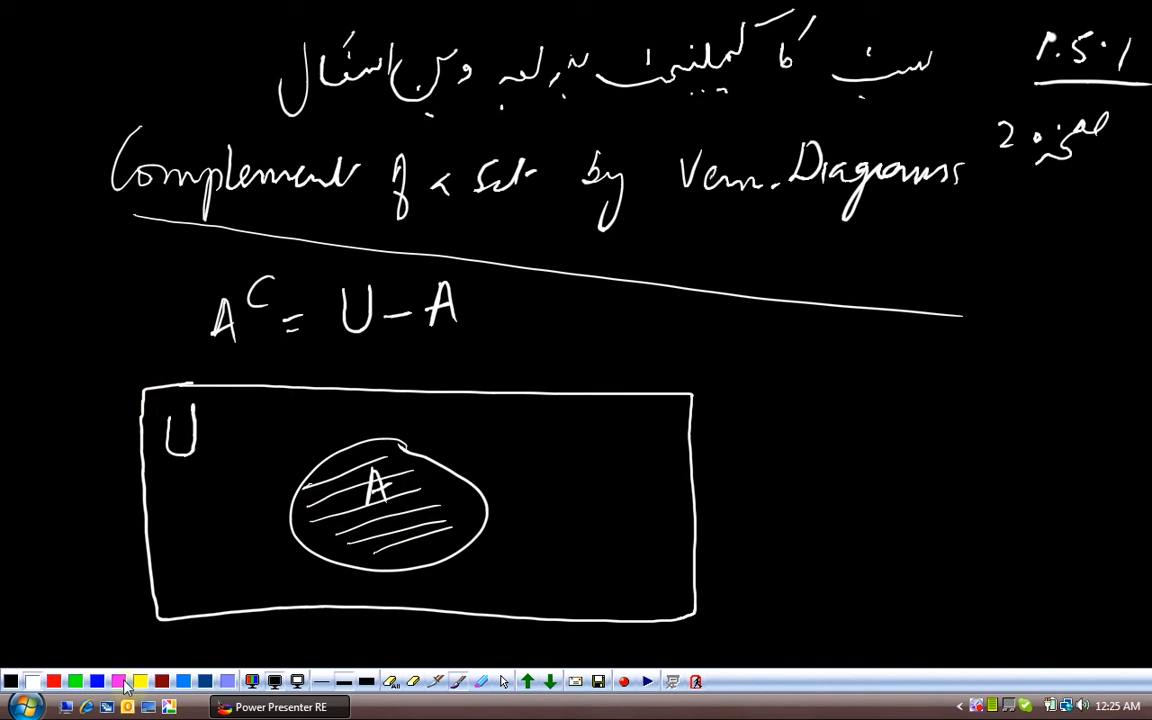 سیٹ کا کمپلیمنٹ بذریعہ وین اشکال
P.5.1
Complement of a Set by Venn. Diagramss
صفحہ 2
A^C = U - A
U
A
Power Presenter RE
12:25 AM